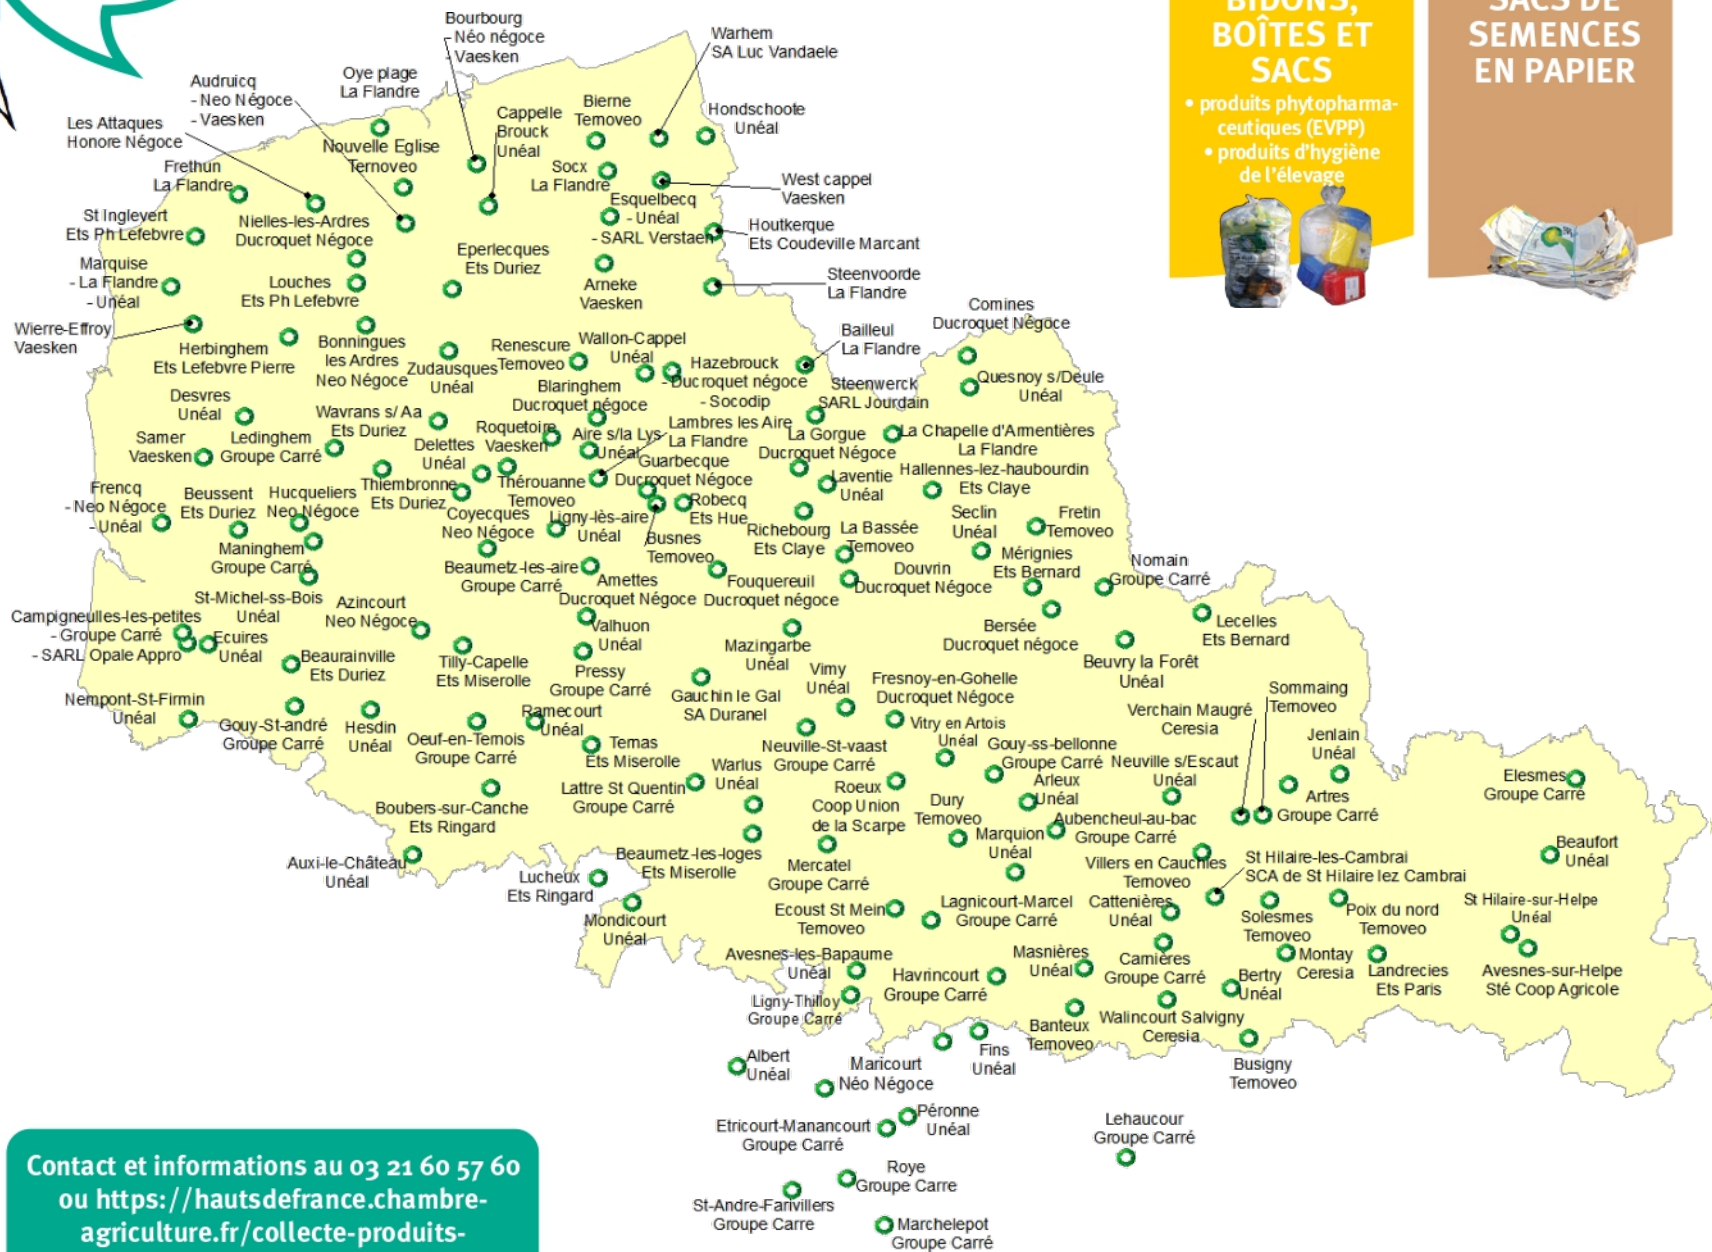 BIDONS,
BOÎTES ET
SACS
• produits phytopharma-
ceutiques (EVPP)
• produits d'hygiène
de l'élevage
SACS DE
SEMENCES
EN PAPIER
Bourbourg
- Néo négoce
- Vaesken
Warhem
SA Luc Vandaele
Audruicq
- Neo Négoce
- Vaesken
Oye plage
La Flandre
Cappelle
Brouck
Unéal
Bierne
Ternoveo
Hondschoote
Unéal
Les Attaques
Honore Négoce
Nouvelle Eglise
Ternoveo
Frethun
La Flandre
Socx
La Flandre
West cappel
Vaesken
St Inglevert
Ets Ph Lefebvre
Nielles-les-Ardres
Ducroquet Négoce
Esquelbecq
- Unéal
- SARL Verstaen
Houtkerque
Ets Coudeville Marcant
Eperlecques
Ets Duriez
Marquise
- La Flandre
- Unéal
Louches
Ets Ph Lefebvre
Arneke
Vaesken
Steenvoorde
La Flandre
Comines
Ducroquet Négoce
Wierre-Effroy
Vaesken
Herbinghem
Ets Lefebvre Pierre
Bonningues
les Ardres
Neo Négoce
Zudausques
Unéal
Renescure
Ternoveo
Wallon-Cappel
Unéal
Hazebrouck
- Ducroquet négoce
- Socodip
Bailleul
La Flandre
Steenwerck
SARL Jourdain
Quesnoy s/Deule
Unéal
Blaringhem
Ducroquet négoce
Desvres
Unéal
Wavrans s/ Aa
Ets Duriez
Samer
Vaesken
Ledinghem
Groupe Carré
Delettes
Unéal
Roquetoire
Vaesken
Aire s/la Lys
Unéal
Lambres les Aire
La Flandre
La Gorgue
Ducroquet Négoce
La Chapelle d'Armentières
La Flandre
Guarbecque
Ducroquet Négoce
Laventie
Unéal
Hallennes-lez-haubourdin
Ets Claye
Frencq
- Neo Négoce
- Unéal
Beussent
Ets Duriez
Hucqueliers
Neo Négoce
Thiembronne
Ets Duriez
Thérouanne
Ternoveo
Robecq
Ets Hue
Coyecques
Neo Négoce
Ligny-lès-aire
Unéal
Busnes
Ternoveo
Richebourg
Ets Claye
La Bassée
Ternoveo
Seclin
Unéal
Fretin
Ternoveo
Maninghem
Groupe Carré
Beaumetz-les-aire
Groupe Carré
Amettes
Ducroquet Négoce
Fouquereuil
Ducroquet négoce
Douvrin
Ducroquet Négoce
Mérignies
Ets Bernard
Nomain
Groupe Carré
St-Michel-ss-Bois
Unéal
Azincourt
Neo Négoce
Campigneulles-les-petites
- Groupe Carré
- SARL Opale Appro
Ecuires
Unéal
Valhuon
Unéal
Mazingarbe
Unéal
Bersée
Ducroquet négoce
Lecelles
Ets Bernard
Beaurainville
Ets Duriez
Tilly-Capelle
Ets Miserolle
Pressy
Groupe Carré
Gauchin le Gal
SA Duranel
Vimy
Unéal
Fresnoy-en-Gohelle
Ducroquet Négoce
Beuvry la Forêt
Unéal
Nempont-St-Firmin
Unéal
Gouy-St-andré
Groupe Carré
Hesdin
Unéal
Oeuf-en-Ternois
Groupe Carré
Ramecourt
Unéal
Ternas
Ets Miserolle
Neuville-St-vaast
Groupe Carré
Vitry en Artois
Unéal
Verchain Maugré
Ceresia
Sommaing
Ternoveo
Jenlain
Unéal
Gouy-ss-bellonne
Groupe Carré
Neuville s/Escaut
Unéal
Warlus
Unéal
Lattre St Quentin
Groupe Carré
Roeux
Coop Union
de la Scarpe
Arleux
Unéal
Artres
Groupe Carré
Elesmes
Groupe Carré
Boubers-sur-Canche
Ets Ringard
Dury
Ternoveo
Marquion
Unéal
Aubencheul-au-bac
Groupe Carré
Beaufort
Unéal
Auxi-le-Château
Unéal
Lucheux
Ets Ringard
Beaumetz-les-loges
Ets Miserolle
Mercatel
Groupe Carré
Villers en Cauchies
Ternoveo
St Hilaire-les-Cambrai
SCA de St Hilaire lez Cambrai
Mondicourt
Unéal
Ecoust St Mein
Ternoveo
Lagnicourt-Marcel
Groupe Carré
Cattenières
Unéal
Solesmes
Ternoveo
Poix du nord
Ternoveo
St Hilaire-sur-Helpe
Unéal
Avesnes-les-Bapaume
Unéal
Havrincourt
Groupe Carré
Masnières
Unéal
Carnières
Groupe Carré
Bertry
Unéal
Montay
Ceresia
Landrecies
Ets Paris
Avesnes-sur-Helpe
Sté Coop Agricole
Ligny-Thilloy
Groupe Carré
Banteux
Ternoveo
Walincourt Salvigny
Ceresia
Albert
Unéal
Maricourt
Néo Négoce
Fins
Unéal
Busigny
Ternoveo
Etricourt-Manancourt
Groupe Carré
Péronne
Unéal
Lehaucour
Groupe Carré
Roye
Groupe Carre
St-Andre-Farivillers
Groupe Carre
Marchelepot
Groupe Carré
Contact et informations au 03 21 60 57 60
ou https://hautsdefrance.chambre-
agriculture.fr/collecte-produits-